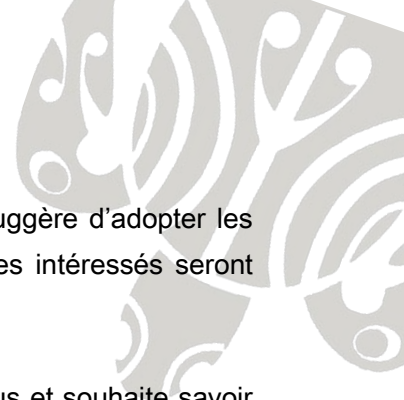 uggère d'adopter les
es intéressés seront
us et souhaite savoir